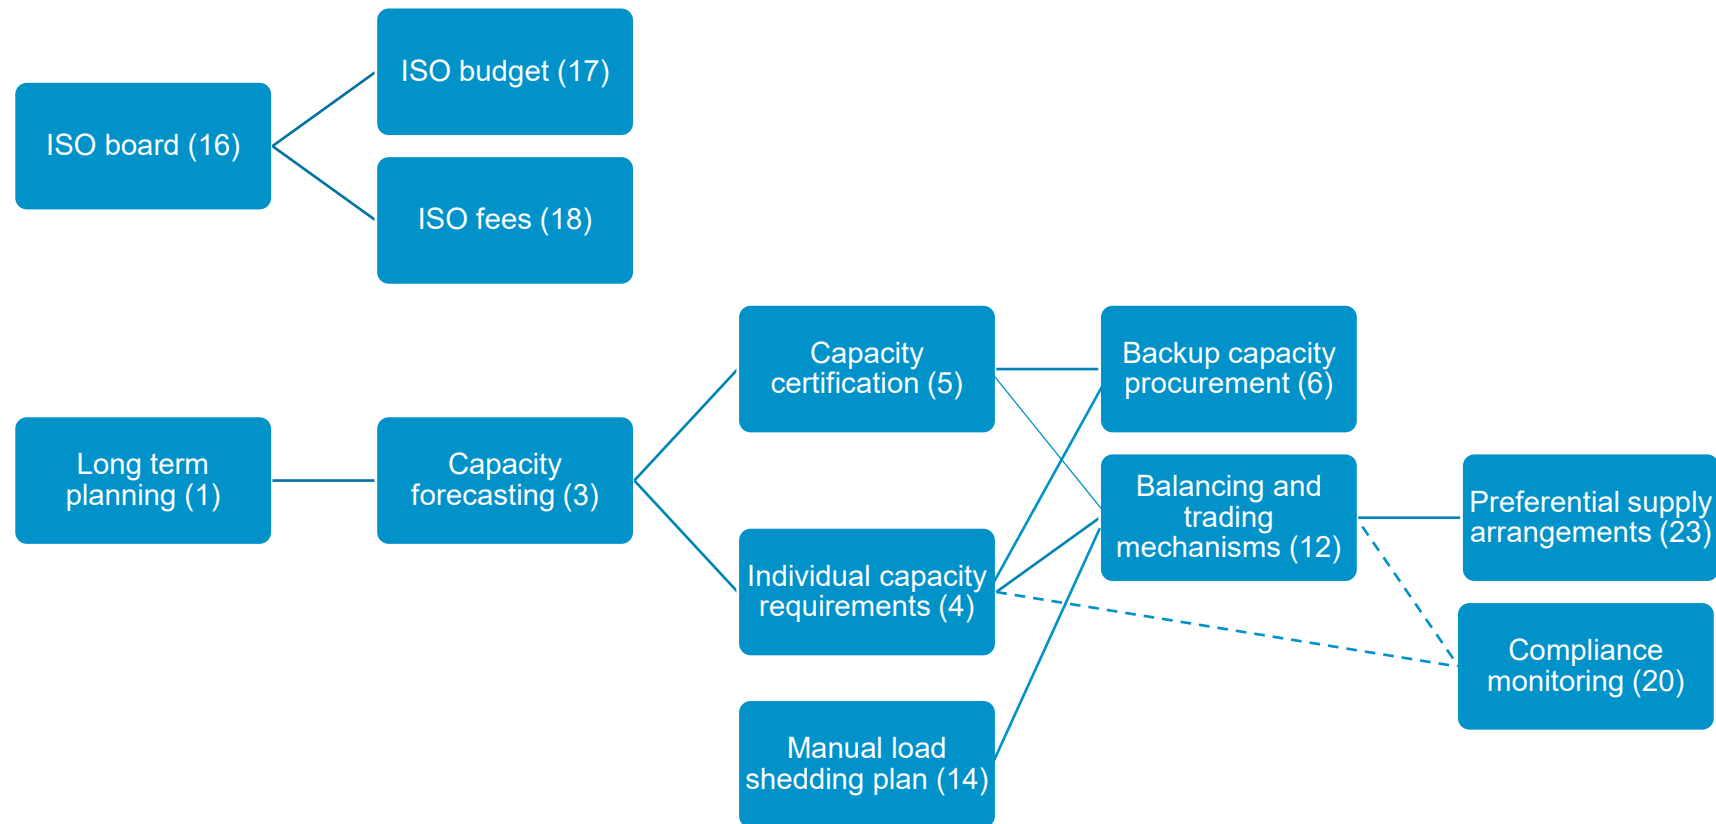 ISO budget (17)
ISO board (16)
ISO fees (18)
Capacity
certification (5)
Backup capacity
procurement (6)
Long term
planning (1)
Capacity
forecasting (3)
Balancing and
trading
mechanisms (12)
Preferential supply
arrangements (23)
Individual capacity
requirements (4)
Compliance
monitoring (20)
Manual load
shedding plan (14)